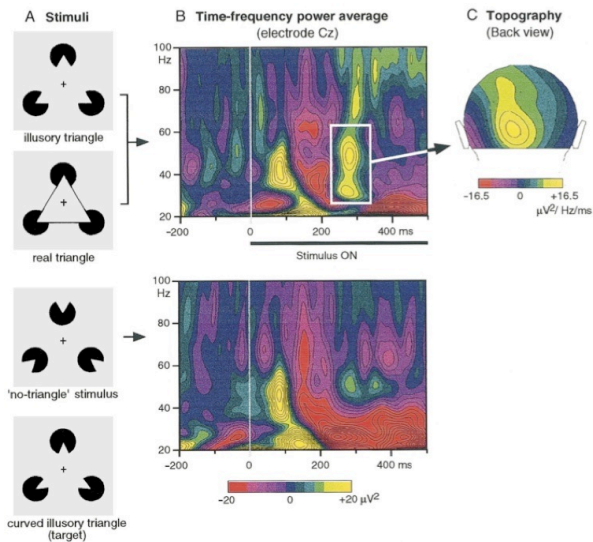 A Stimuli
illusory triangle
real triangle
'no-triangle' stimulus
curved illusory triangle
(target)
B Time-frequency power average
(electrode Cz)
100
Hz
80
60
40
20
-200
0
200
400 ms
Stimulus ON
100
Hz
80
60
40
20
-200
0
200
400 ms
-20
0
+20 μV²
C Topography
(Back view)
-16.5
0
+16.5
μV²/ Hz/ms